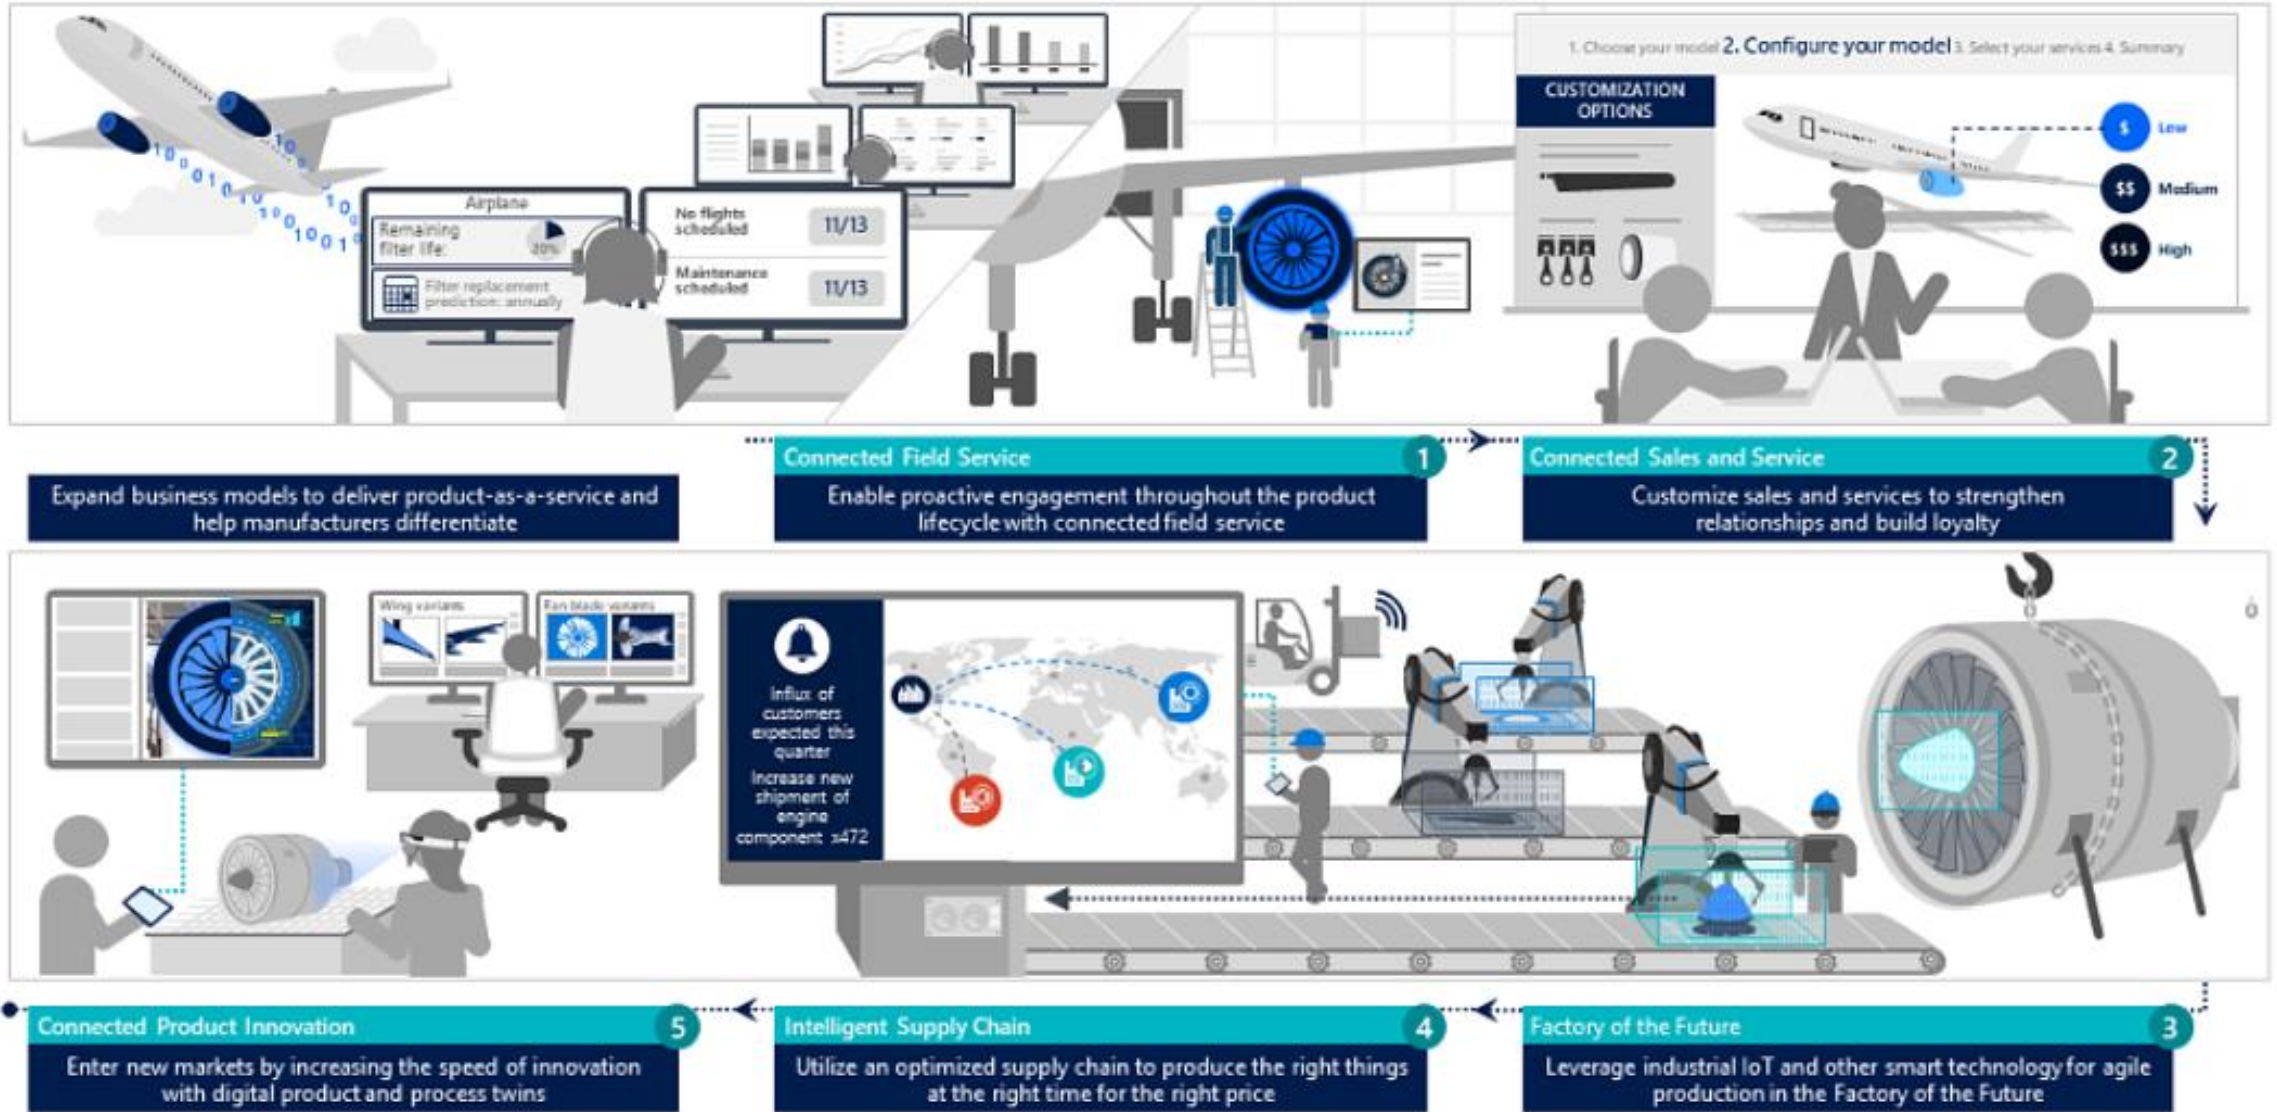 Airplane
Remaining
filter life:
20%
Filter replacement
prediction: annually
No flights
scheduled
11/13
Maintenance
scheduled
11/13
1. Choose your model 2. Configure your model 3. Select your services 4. Summary
CUSTOMIZATION
OPTIONS
$ Low
$$ Medium
$$$ High
Expand business models to deliver product-as-a-service and
help manufacturers differentiate
Connected Field Service 1
Enable proactive engagement throughout the product
lifecycle with connected field service
Connected Sales and Service 2
Customize sales and services to strengthen
relationships and build loyalty
Wing variants
Fan blade variants
Influx of
customers
expected this
quarter
Increase new
shipment of
engine
component x472
Connected Product Innovation 5
Enter new markets by increasing the speed of innovation
with digital product and process twins
Intelligent Supply Chain 4
Utilize an optimized supply chain to produce the right things
at the right time for the right price
Factory of the Future 3
Leverage industrial IoT and other smart technology for agile
production in the Factory of the Future